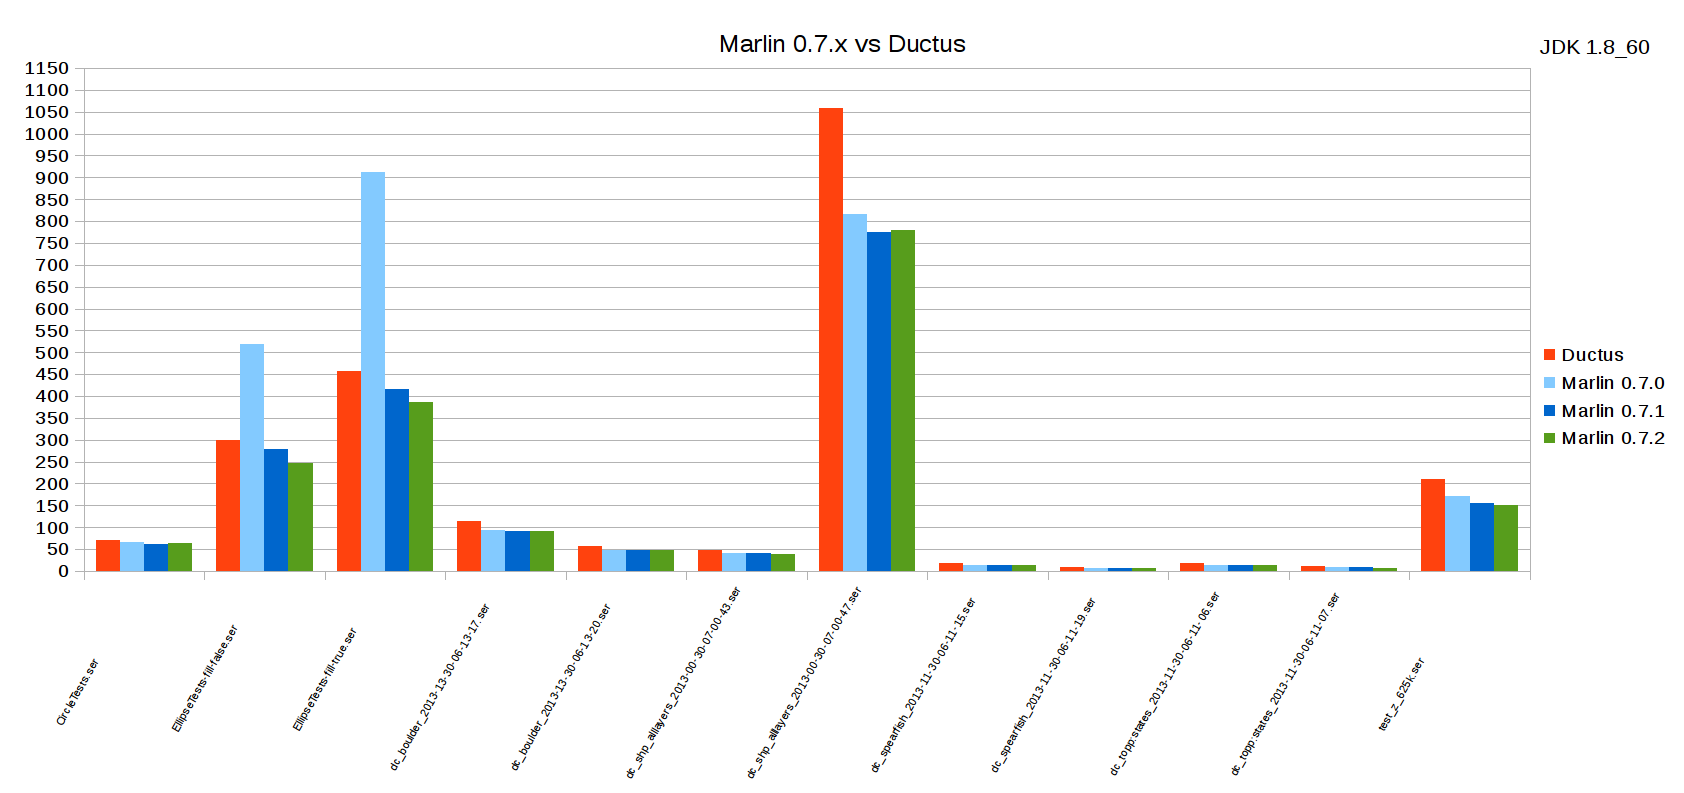 Marlin 0.7.x vs Ductus
JDK 1.8_60
1150
1100
1050
1000
950
900
850
800
750
700
650
600
550
500
450
400
350
300
250
200
150
100
50
0
Ductus
Marlin 0.7.0
Marlin 0.7.1
Marlin 0.7.2
CircleTests.ser
EllipseTests-fill-false.ser
EllipseTests-fill-true.ser
dc_boulder_2013-13-30-06-13-17.ser
dc_boulder_2013-13-30-06-13-20.ser
dc_shp_alllayers_2013-00-30-07-00-43.ser
dc_shp_alllayers_2013-00-30-07-00-47.ser
dc_spearfish_2013-11-30-06-11-15.ser
dc_spearfish_2013-11-30-06-11-19.ser
dc_topp:states_2013-11-30-06-11-06.ser
dc_topp:states_2013-11-30-06-11-07.ser
test_z_625k.ser